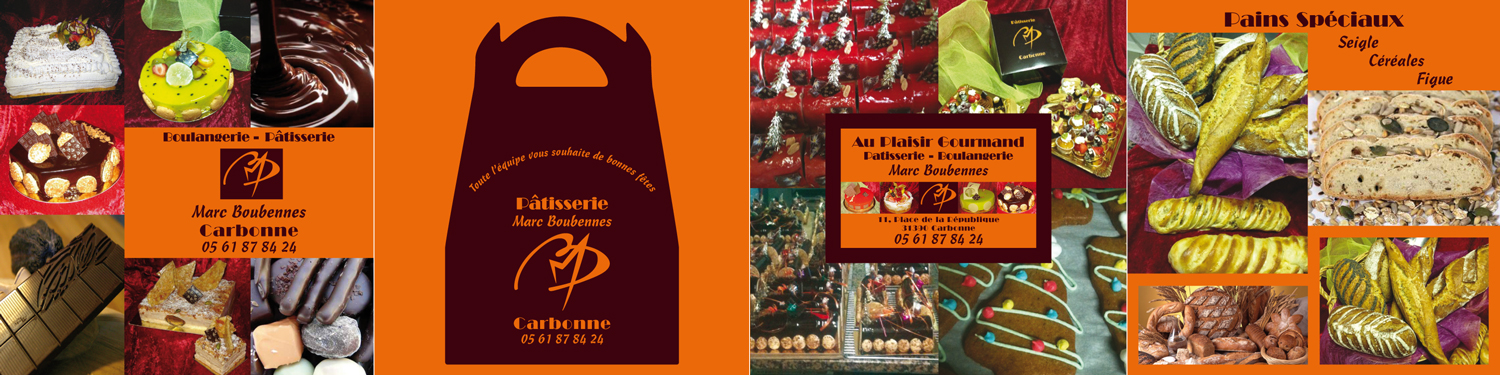 Boulangerie - Pâtisserie
Marc Boubennes
Carbonne
05 61 87 84 24
Toute l'équipe vous souhaite de bonnes fêtes
Pâtisserie
Marc Boubennes
Carbonne
05 61 87 84 24
Pâtisserie
Carbonne
Au Plaisir Gourmand
Patisserie - Boulangerie
Marc Boubennes
11, Place de la République
31390 Carbonne
05 61 87 84 24
Pains Spéciaux
Seigle
Céréales
Figue